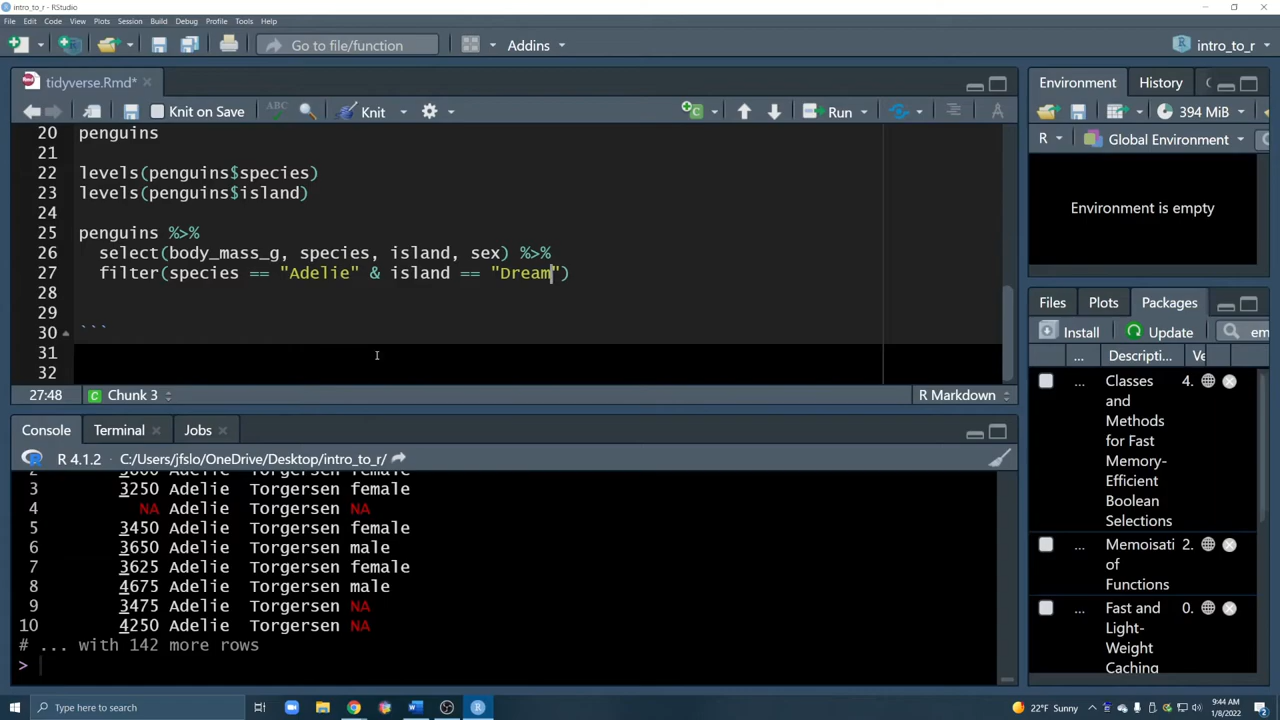 intro_to_r - RStudio
File Edit Code View Plots Session Build Debug Profile Tools Help
Go to file/function
Addins
intro_to_r
tidyverse.Rmd*
Knit on Save
ABC
Knit
Run
20 penguins
21
22 levels(penguins$species)
23 levels(penguins$island)
24
25 penguins %>%
26 select(body_mass_g, species, island, sex) %>%
27 filter(species == "Adelie" & island == "Dream")
28
29
30 ```
31
32
27:48 Chunk 3 R Markdown
Console Terminal Jobs
R 4.1.2 · C:/Users/jfslo/OneDrive/Desktop/intro_to_r/
3 3250 Adelie Torgersen female
4 NA Adelie Torgersen NA
5 3450 Adelie Torgersen female
6 3650 Adelie Torgersen male
7 3625 Adelie Torgersen female
8 4675 Adelie Torgersen male
9 3475 Adelie Torgersen NA
10 4250 Adelie Torgersen NA
# ... with 142 more rows
>
Environment History
394 MiB
R Global Environment
Environment is empty
Files Plots Packages
Install Update em
... Descripti... Ve
... Classes 4.
and
Methods
for Fast
Memory-
Efficient
Boolean
Selections
... Memoisati 2.
of
Functions
... Fast and 0.
Light-
Weight
Caching
Type here to search
22°F Sunny
9:44 AM
1/8/2022
2